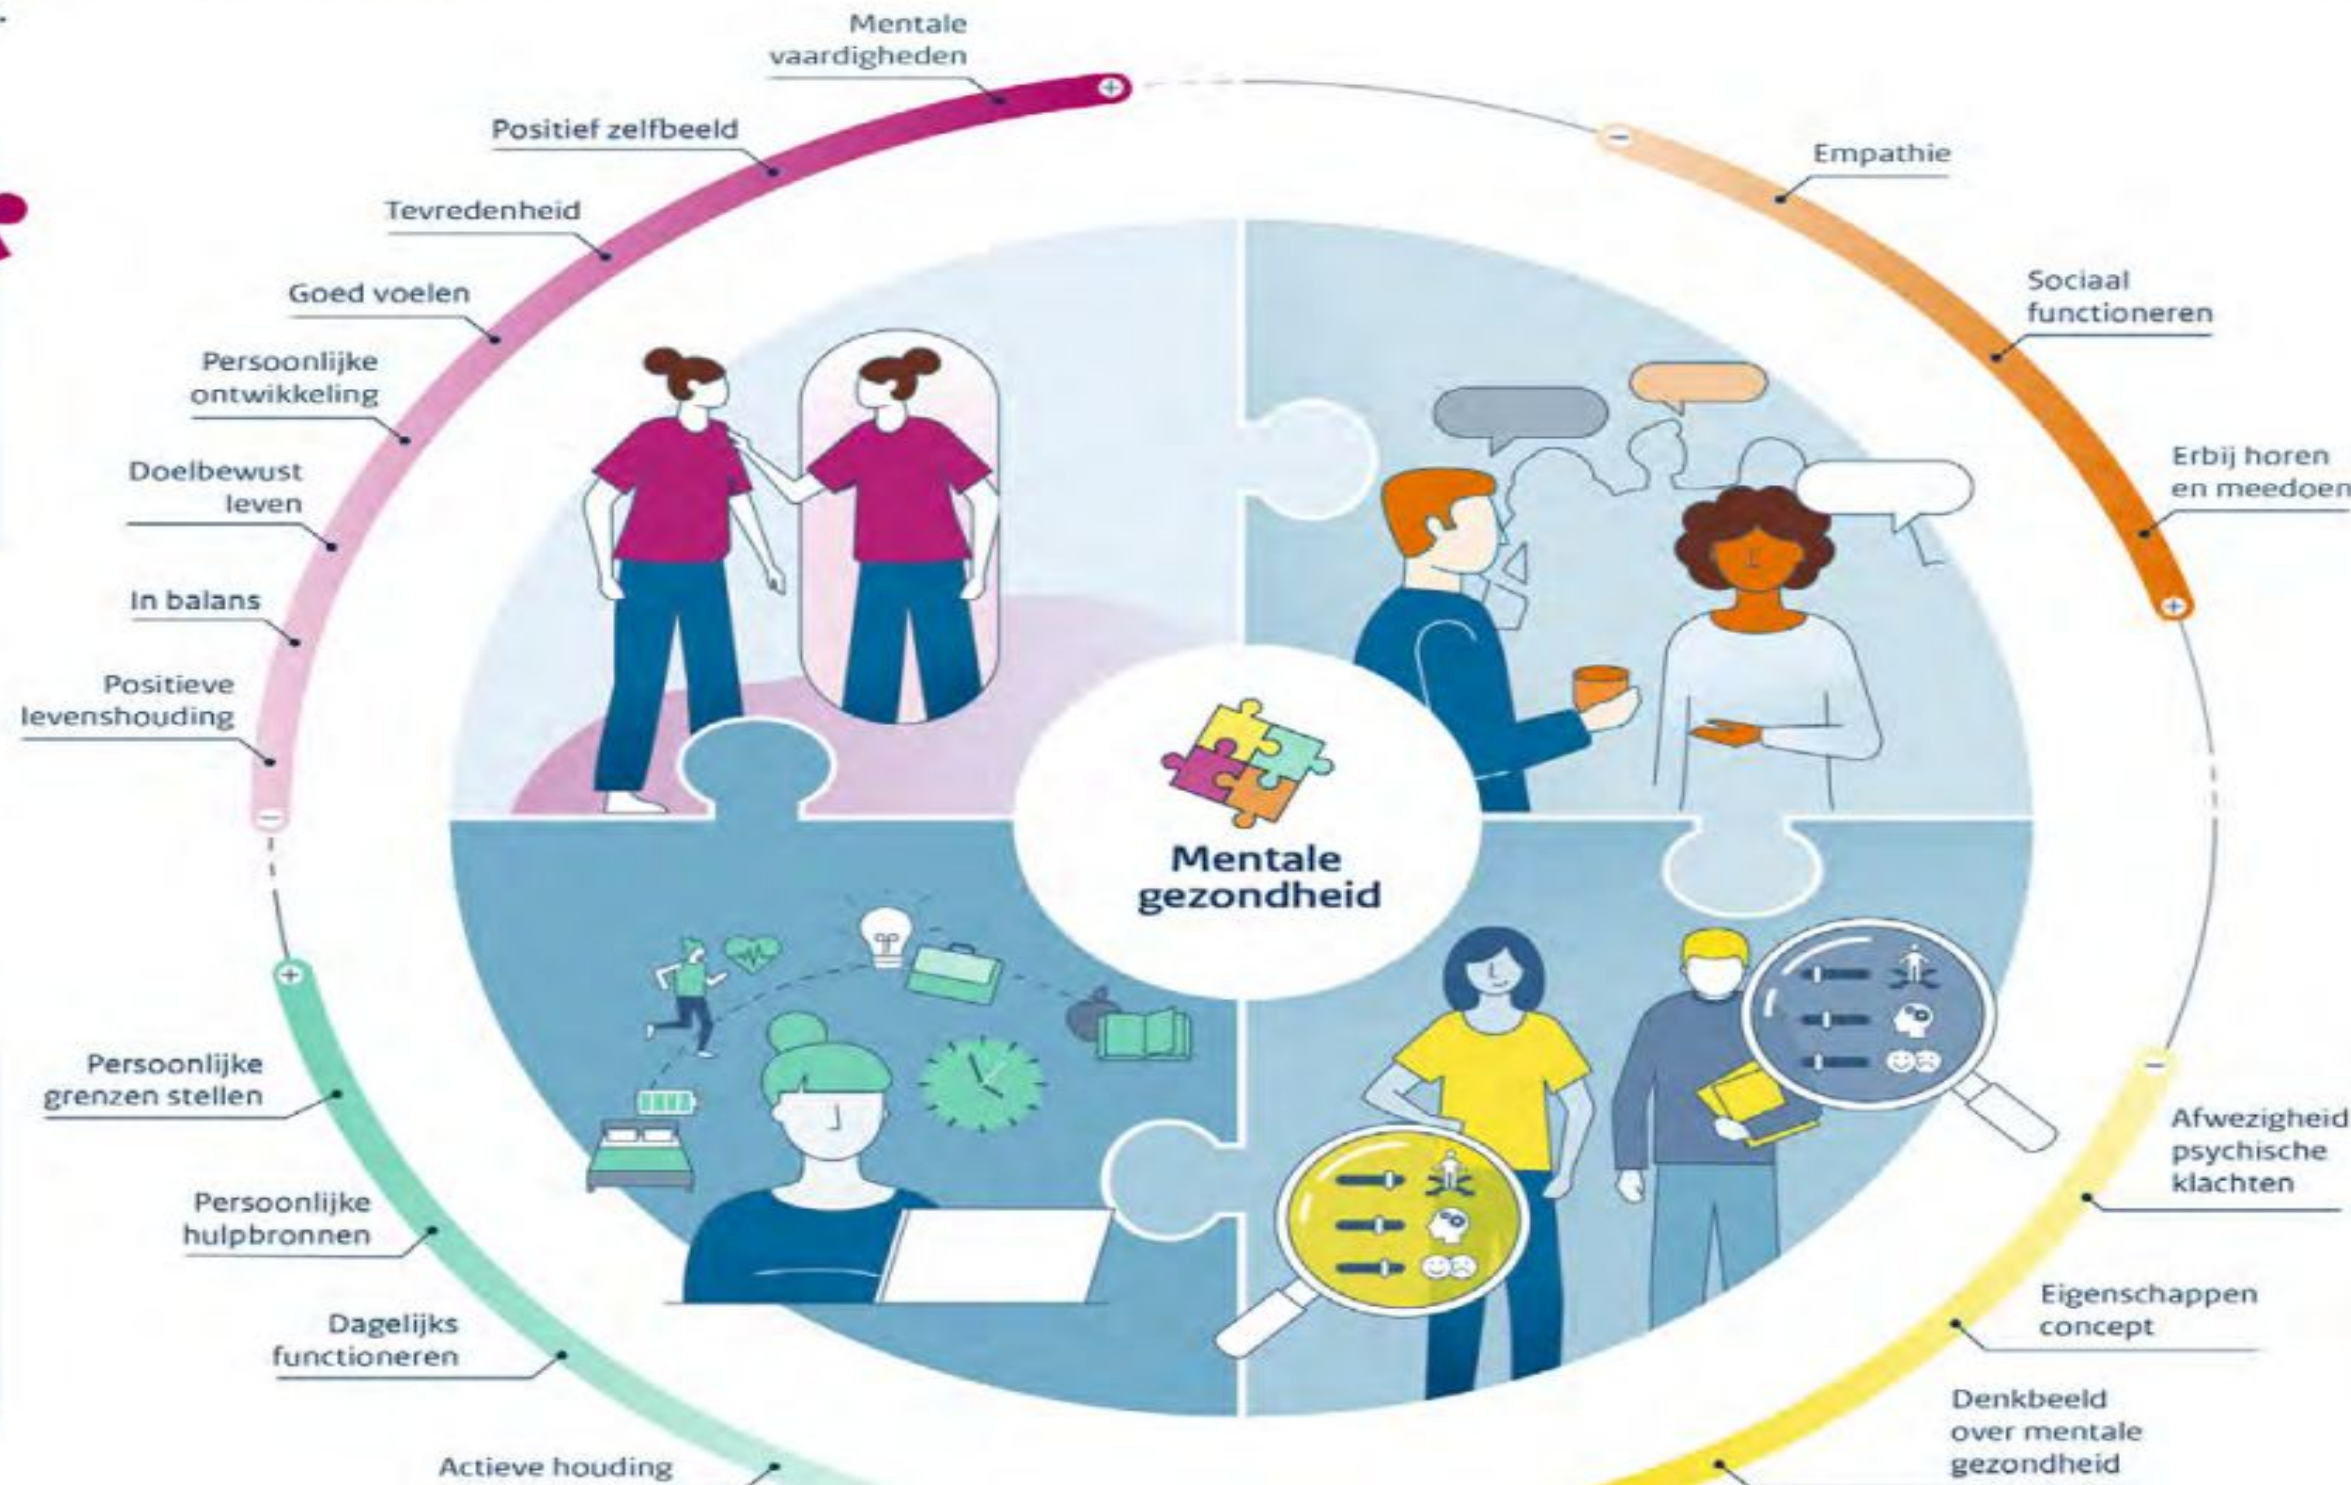 Mentale
vaardigheden
Positief zelfbeeld
Tevredenheid
Goed voelen
Persoonlijke
ontwikkeling
Doelbewust
leven
In balans
Positieve
levenshouding
Empathie
Sociaal
functioneren
Erbij horen
en meedoen
Mentale
gezondheid
Persoonlijke
grenzen stellen
Persoonlijke
hulpbronnen
Dagelijks
functioneren
Actieve houding
Afwezigheid
psychische
klachten
Eigenschappen
concept
Denkbeeld
over mentale
gezondheid